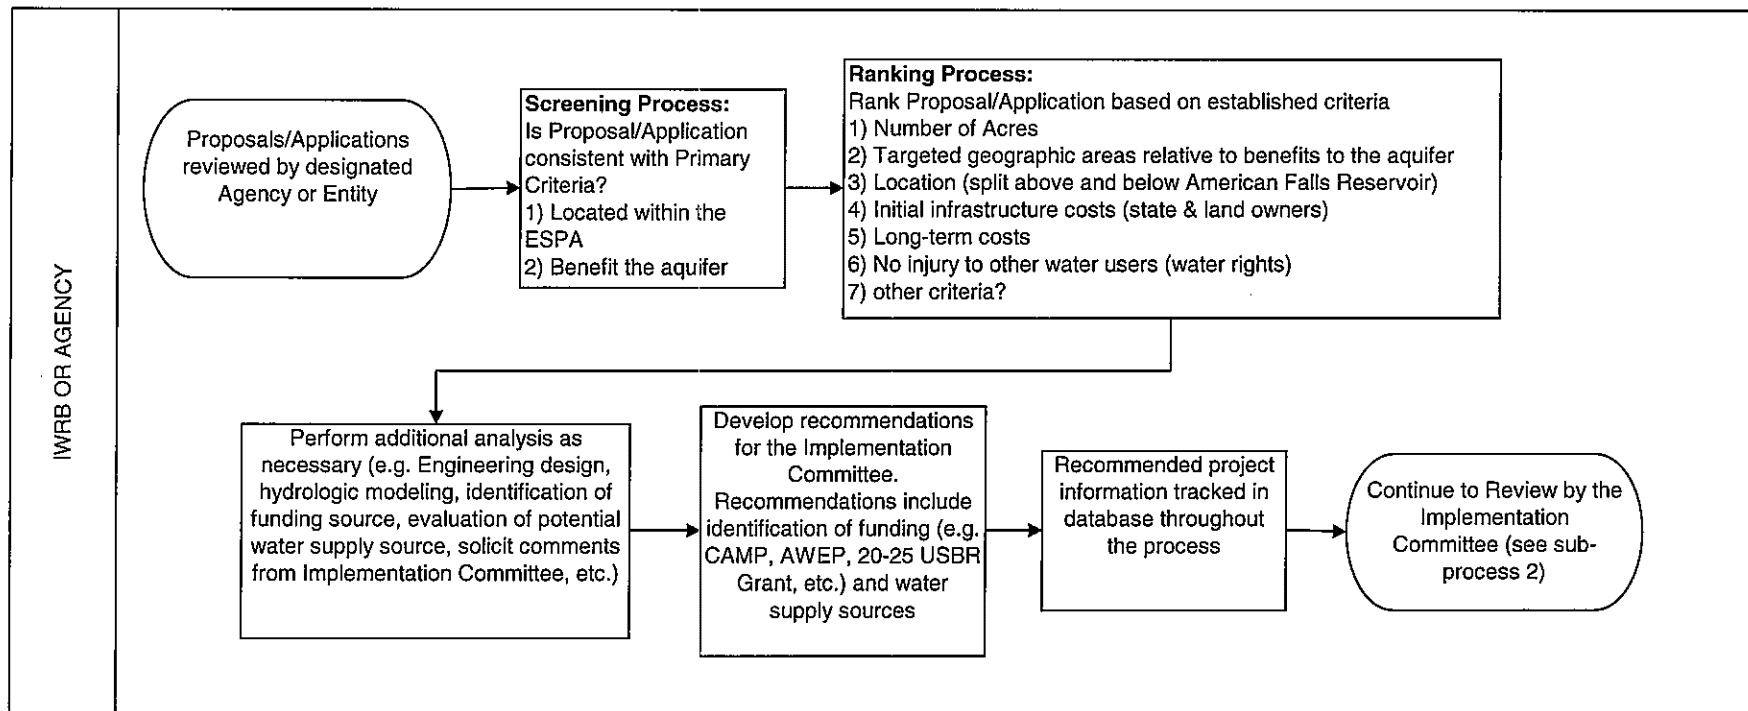 IWRB OR AGENCY
Proposals/Applications
reviewed by designated
Agency or Entity
Screening Process:
Is Proposal/Application
consistent with Primary
Criteria?
1) Located within the
ESPA
2) Benefit the aquifer
Ranking Process:
Rank Proposal/Application based on established criteria
1) Number of Acres
2) Targeted geographic areas relative to benefits to the aquifer
3) Location (split above and below American Falls Reservoir)
4) Initial infrastructure costs (state & land owners)
5) Long-term costs
6) No injury to other water users (water rights)
7) other criteria?
Perform additional analysis as
necessary (e.g. Engineering design,
hydrologic modeling, identification of
funding source, evaluation of potential
water supply source, solicit comments
from Implementation Committee, etc.)
Develop recommendations
for the Implementation
Committee.
Recommendations include
identification of funding (e.g.
CAMP, AWEP, 20-25 USBR
Grant, etc.) and water
supply sources
Recommended project
information tracked in
database throughout
the process
Continue to Review by the
Implementation
Committee (see sub-
process 2)